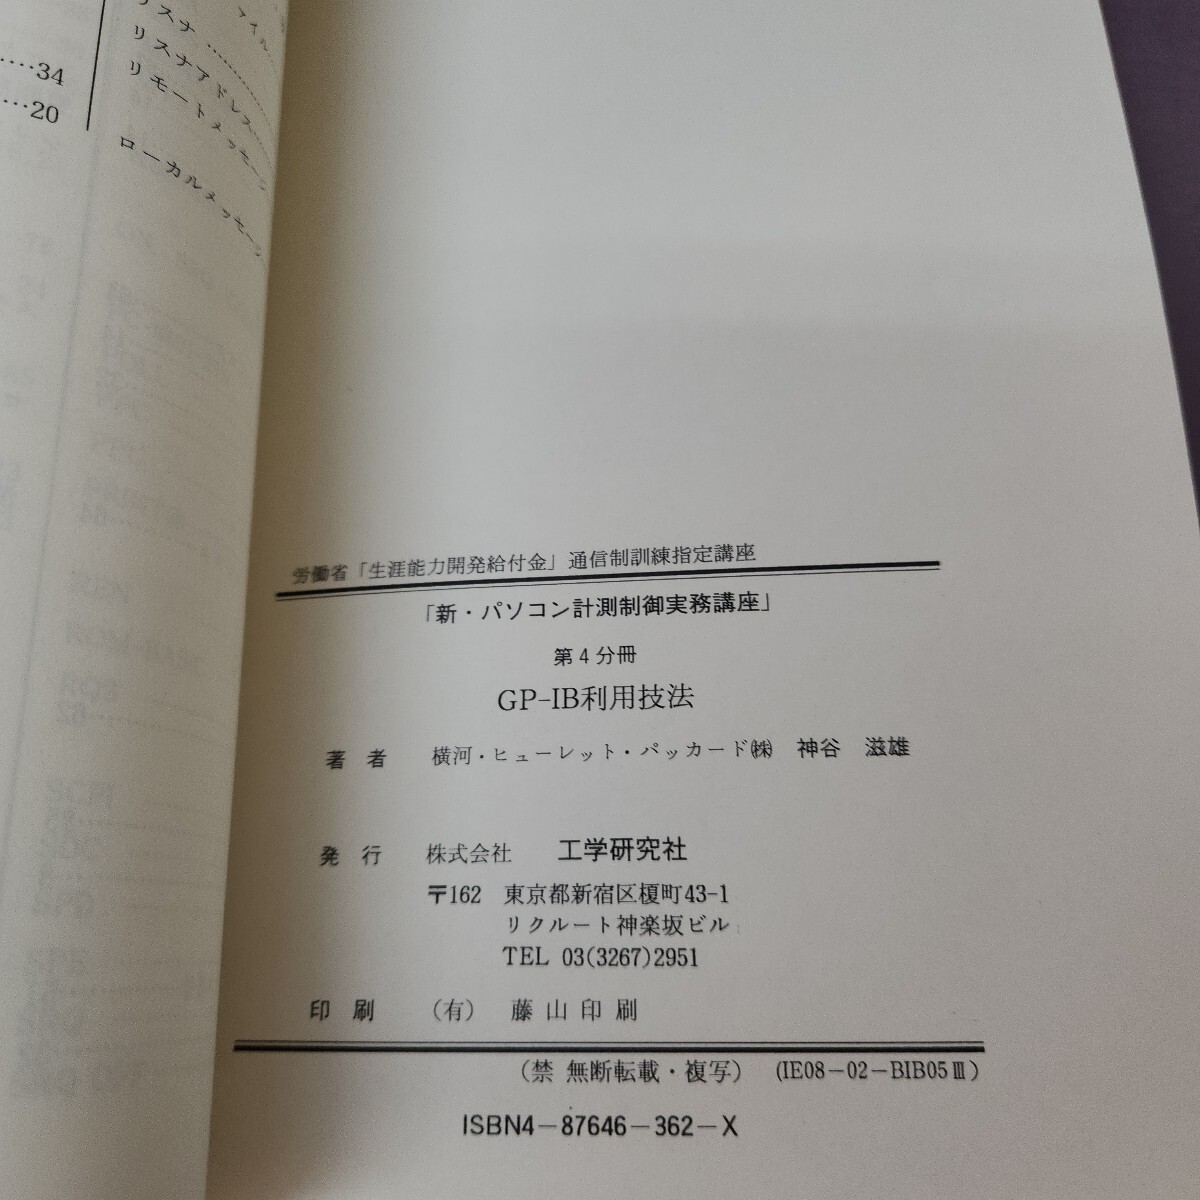 ……34
……20
リスナ ……
リスナアドレス……
リモートメッセージ
ローカルメッセージ
労働省「生涯能力開発給付金」通信制訓練指定講座
「新・パソコン計測制御実務講座」
第4分冊
GP-IB利用技法
著 者 横河・ヒューレット・パッカード㈱ 神谷 滋雄
発 行 株式会社 工学研究社
〒162 東京都新宿区榎町43-1
リクルート神楽坂ビル
TEL 03(3267)2951
印 刷 (有) 藤山印刷
(禁 無断転載・複写) (IE08-02-BIB05Ⅲ)
ISBN4-87646-362-X